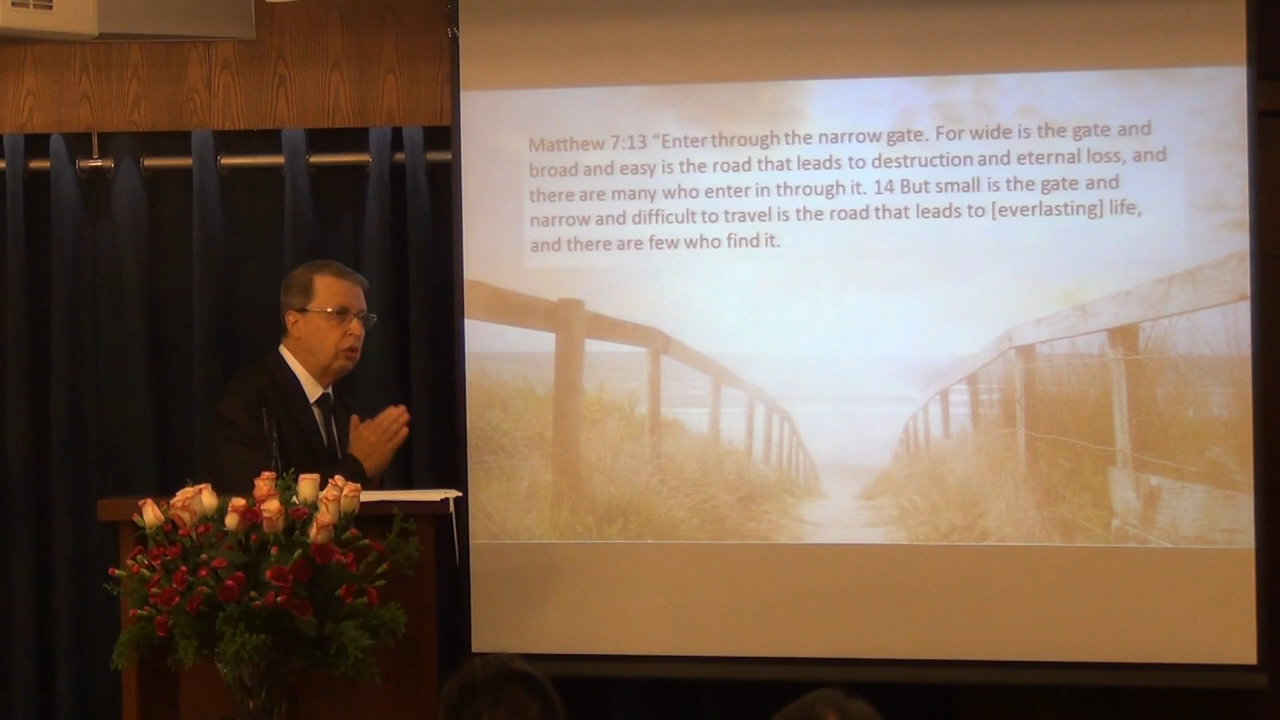 Matthew 7:13 “Enter through the narrow gate. For wide is the gate and
broad and easy is the road that leads to destruction and eternal loss, and
there are many who enter in through it. 14 But small is the gate and
narrow and difficult to travel is the road that leads to [everlasting] life,
and there are few who find it.